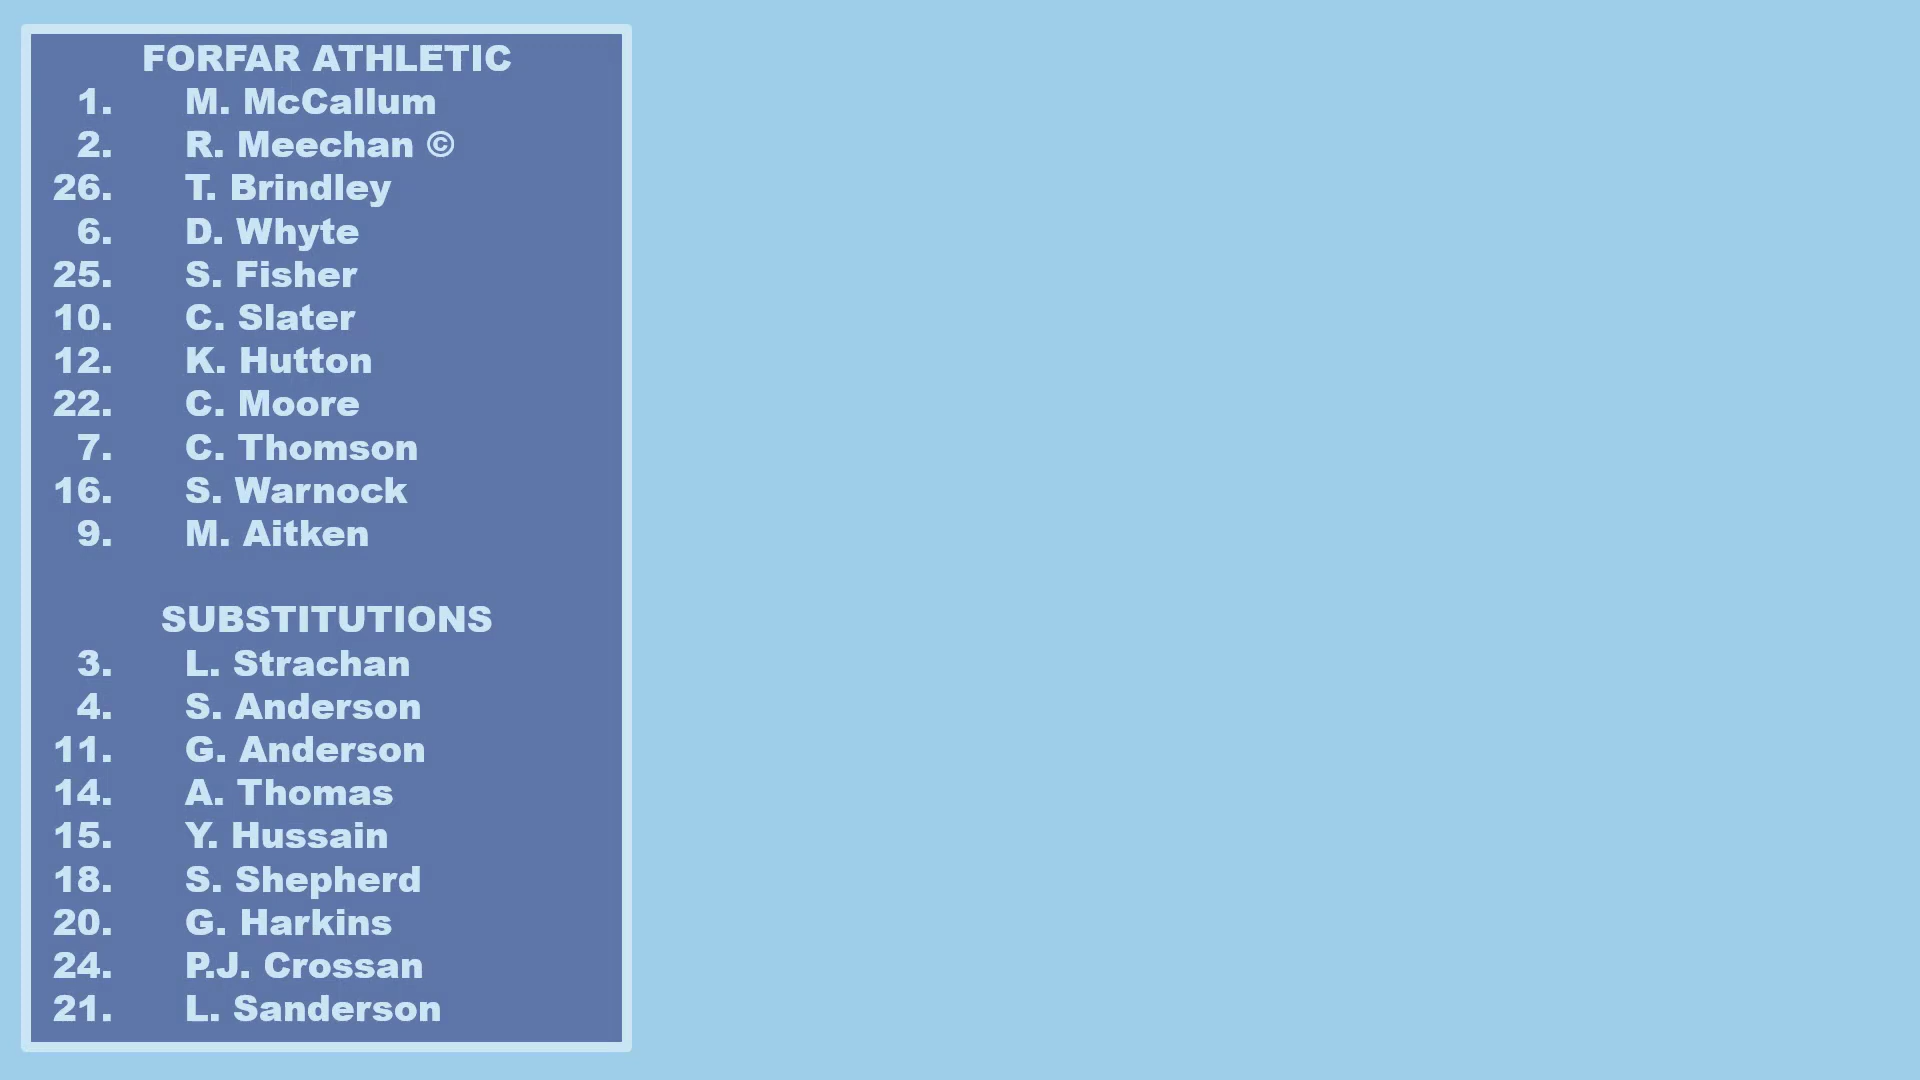 FORFAR ATHLETIC
1. M. McCallum
2. R. Meechan ©
26. T. Brindley
6. D. Whyte
25. S. Fisher
10. C. Slater
12. K. Hutton
22. C. Moore
7. C. Thomson
16. S. Warnock
9. M. Aitken
SUBSTITUTIONS
3. L. Strachan
4. S. Anderson
11. G. Anderson
14. A. Thomas
15. Y. Hussain
18. S. Shepherd
20. G. Harkins
24. P.J. Crossan
21. L. Sanderson